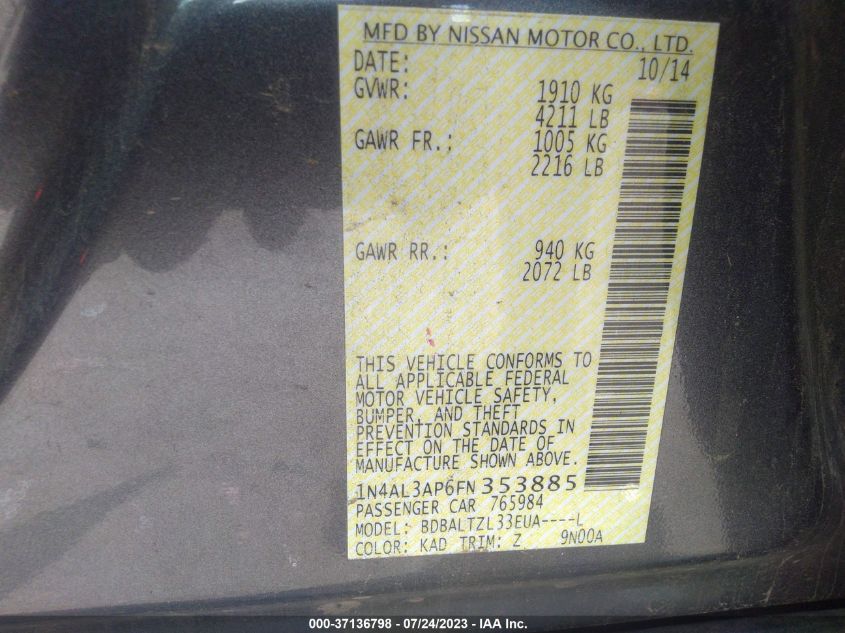 MFD BY NISSAN MOTOR CO., LTD.
DATE: 10/14
GVWR: 1910 KG
4211 LB
GAWR FR.: 1005 KG
2216 LB
GAWR RR.: 940 KG
2072 LB
THIS VEHICLE CONFORMS TO
ALL APPLICABLE FEDERAL
MOTOR VEHICLE SAFETY,
BUMPER, AND THEFT
PREVENTION STANDARDS IN
EFFECT ON THE DATE OF
MANUFACTURE SHOWN ABOVE.
1N4AL3AP6FN353885
PASSENGER CAR 765984
MODEL: BDBALTZL33EUA----L
COLOR: KAD TRIM: Z 9N00A
000-37136798 - 07/24/2023 - IAA Inc.